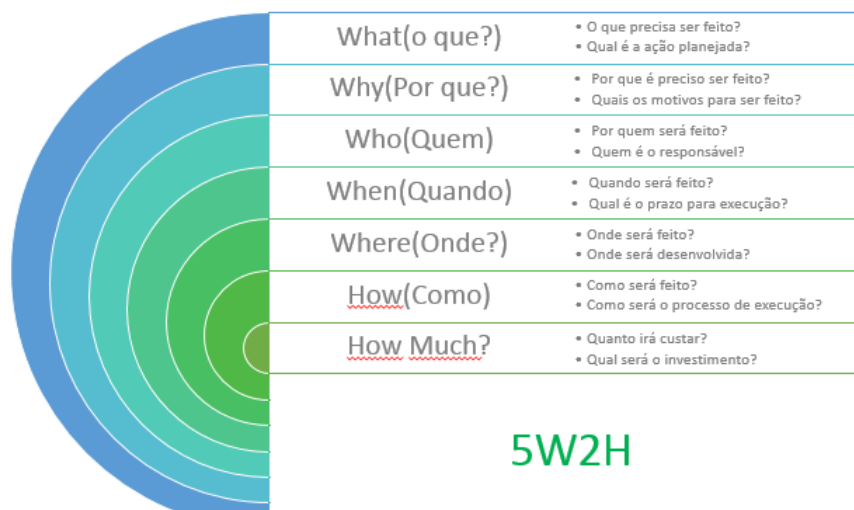 What(o que?)
• O que precisa ser feito?
• Qual é a ação planejada?
Why(Por que?)
• Por que é preciso ser feito?
• Quais os motivos para ser feito?
Who(Quem)
• Por quem será feito?
• Quem é o responsável?
When(Quando)
• Quando será feito?
• Qual é o prazo para execução?
Where(Onde?)
• Onde será feito?
• Onde será desenvolvida?
How(Como)
• Como será feito?
• Como será o processo de execução?
How Much?
• Quanto irá custar?
• Qual será o investimento?
5W2H